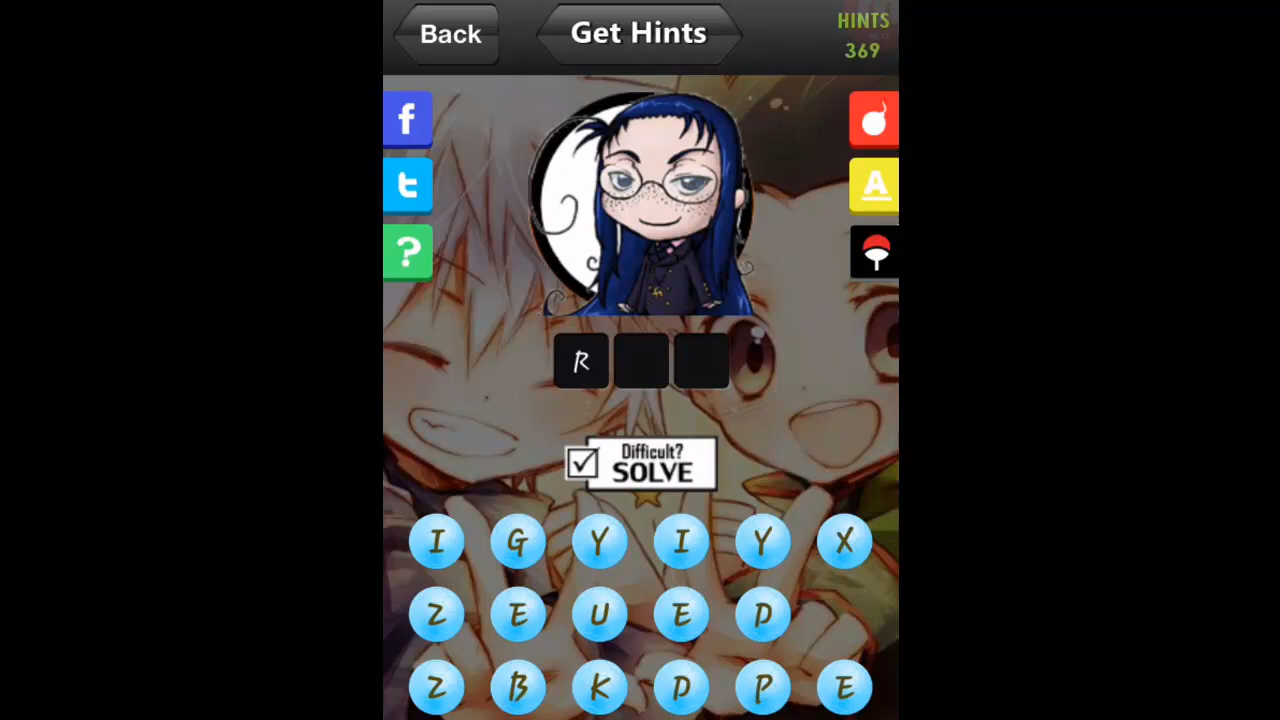 Back
Get Hints
HINTS
369
f
t
?
A
R
Difficult?
SOLVE
I G Y I Y X
Z E U E D
Z B K D P E